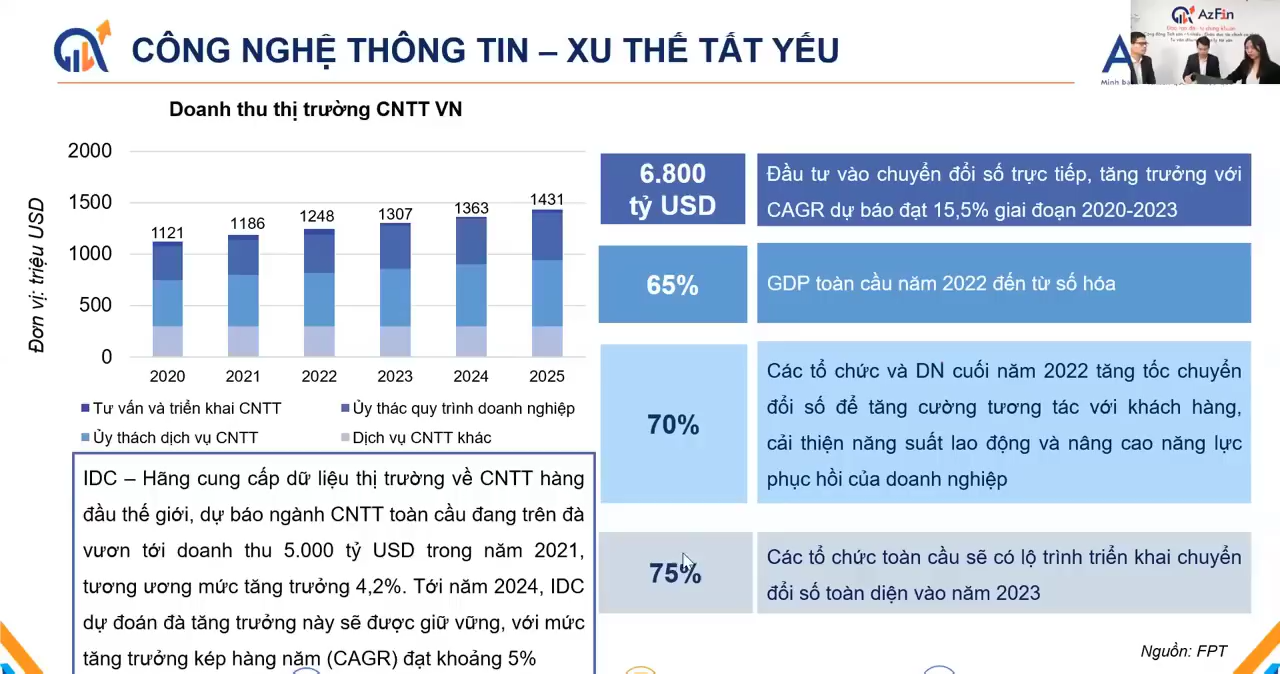 CÔNG NGHỆ THÔNG TIN – XU THẾ TẤT YẾU
AzFin
A
Doanh thu thị trường CNTT VN
Đơn vị: triệu USD
2000
1500
1000
500
0
1121
1186
1248
1307
1363
1431
2020
2021
2022
2023
2024
2025
Tư vấn và triển khai CNTT
Ủy thác quy trình doanh nghiệp
Ủy thách dịch vụ CNTT
Dịch vụ CNTT khác
IDC – Hãng cung cấp dữ liệu thị trường về CNTT hàng
đầu thế giới, dự báo ngành CNTT toàn cầu đang trên đà
vươn tới doanh thu 5.000 tỷ USD trong năm 2021,
tương ương mức tăng trưởng 4,2%. Tới năm 2024, IDC
dự đoán đà tăng trưởng này sẽ được giữ vững, với mức
tăng trưởng kép hàng năm (CAGR) đạt khoảng 5%
6.800
tỷ USD
Đầu tư vào chuyển đổi số trực tiếp, tăng trưởng với
CAGR dự báo đạt 15,5% giai đoạn 2020-2023
65%
GDP toàn cầu năm 2022 đến từ số hóa
70%
Các tổ chức và DN cuối năm 2022 tăng tốc chuyển
đổi số để tăng cường tương tác với khách hàng,
cải thiện năng suất lao động và nâng cao năng lực
phục hồi của doanh nghiệp
75%
Các tổ chức toàn cầu sẽ có lộ trình triển khai chuyển
đổi số toàn diện vào năm 2023
Nguồn: FPT